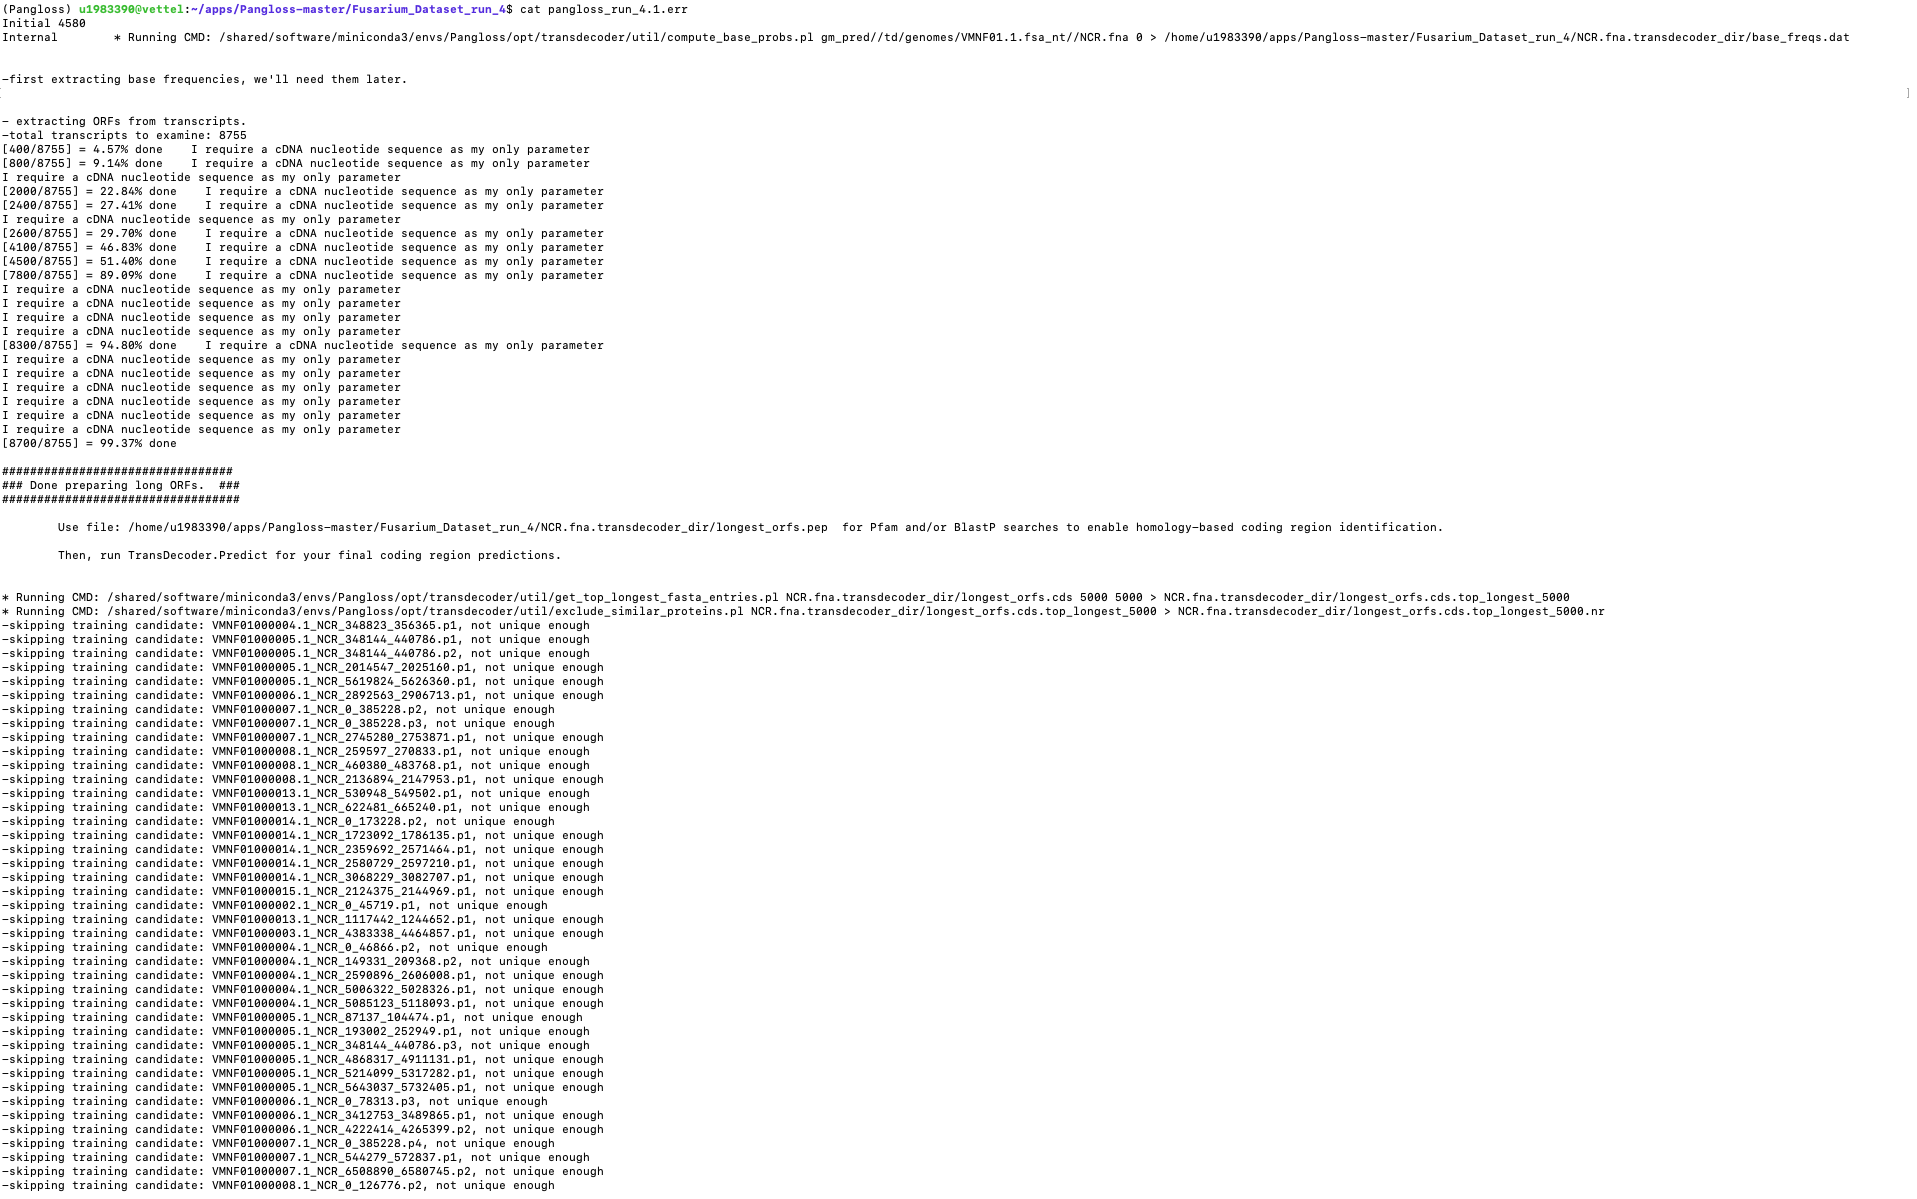 (Pangloss) u1983390@vettel:~/apps/Pangloss-master/Fusarium_Dataset_run_4$ cat pangloss_run_4.1.err
Initial 4580
Internal        * Running CMD: /shared/software/miniconda3/envs/Pangloss/opt/transdecoder/util/compute_base_probs.pl gm_pred//td/genomes/VMNF01.1.fsa_nt//NCR.fna 0 > /home/u1983390/apps/Pangloss-master/Fusarium_Dataset_run_4/NCR.fna.transdecoder_dir/base_freqs.dat
-first extracting base frequencies, we'll need them later.
- extracting ORFs from transcripts.
-total transcripts to examine: 8755
[400/8755] = 4.57% done    I require a cDNA nucleotide sequence as my only parameter
[800/8755] = 9.14% done    I require a cDNA nucleotide sequence as my only parameter
I require a cDNA nucleotide sequence as my only parameter
[2000/8755] = 22.84% done    I require a cDNA nucleotide sequence as my only parameter
[2400/8755] = 27.41% done    I require a cDNA nucleotide sequence as my only parameter
I require a cDNA nucleotide sequence as my only parameter
[2600/8755] = 29.70% done    I require a cDNA nucleotide sequence as my only parameter
[4100/8755] = 46.83% done    I require a cDNA nucleotide sequence as my only parameter
[4500/8755] = 51.40% done    I require a cDNA nucleotide sequence as my only parameter
[7800/8755] = 89.09% done    I require a cDNA nucleotide sequence as my only parameter
I require a cDNA nucleotide sequence as my only parameter
I require a cDNA nucleotide sequence as my only parameter
I require a cDNA nucleotide sequence as my only parameter
I require a cDNA nucleotide sequence as my only parameter
[8300/8755] = 94.80% done    I require a cDNA nucleotide sequence as my only parameter
I require a cDNA nucleotide sequence as my only parameter
I require a cDNA nucleotide sequence as my only parameter
I require a cDNA nucleotide sequence as my only parameter
I require a cDNA nucleotide sequence as my only parameter
I require a cDNA nucleotide sequence as my only parameter
I require a cDNA nucleotide sequence as my only parameter
[8700/8755] = 99.37% done
#################################
### Done preparing long ORFs.  ###
##################################
        Use file: /home/u1983390/apps/Pangloss-master/Fusarium_Dataset_run_4/NCR.fna.transdecoder_dir/longest_orfs.pep  for Pfam and/or BlastP searches to enable homology-based coding region identification.
        Then, run TransDecoder.Predict for your final coding region predictions.
* Running CMD: /shared/software/miniconda3/envs/Pangloss/opt/transdecoder/util/get_top_longest_fasta_entries.pl NCR.fna.transdecoder_dir/longest_orfs.cds 5000 5000 > NCR.fna.transdecoder_dir/longest_orfs.cds.top_longest_5000
* Running CMD: /shared/software/miniconda3/envs/Pangloss/opt/transdecoder/util/exclude_similar_proteins.pl NCR.fna.transdecoder_dir/longest_orfs.cds.top_longest_5000 > NCR.fna.transdecoder_dir/longest_orfs.cds.top_longest_5000.nr
-skipping training candidate: VMNF01000004.1_NCR_348823_356365.p1, not unique enough
-skipping training candidate: VMNF01000005.1_NCR_348144_440786.p1, not unique enough
-skipping training candidate: VMNF01000005.1_NCR_348144_440786.p2, not unique enough
-skipping training candidate: VMNF01000005.1_NCR_2014547_2025160.p1, not unique enough
-skipping training candidate: VMNF01000005.1_NCR_5619824_5626360.p1, not unique enough
-skipping training candidate: VMNF01000006.1_NCR_2892563_2906713.p1, not unique enough
-skipping training candidate: VMNF01000007.1_NCR_0_385228.p2, not unique enough
-skipping training candidate: VMNF01000007.1_NCR_0_385228.p3, not unique enough
-skipping training candidate: VMNF01000007.1_NCR_2745280_2753871.p1, not unique enough
-skipping training candidate: VMNF01000008.1_NCR_259597_270833.p1, not unique enough
-skipping training candidate: VMNF01000008.1_NCR_460380_483768.p1, not unique enough
-skipping training candidate: VMNF01000008.1_NCR_2136894_2147953.p1, not unique enough
-skipping training candidate: VMNF01000013.1_NCR_530948_549502.p1, not unique enough
-skipping training candidate: VMNF01000013.1_NCR_622481_665240.p1, not unique enough
-skipping training candidate: VMNF01000014.1_NCR_0_173228.p2, not unique enough
-skipping training candidate: VMNF01000014.1_NCR_1723092_1786135.p1, not unique enough
-skipping training candidate: VMNF01000014.1_NCR_2359692_2571464.p1, not unique enough
-skipping training candidate: VMNF01000014.1_NCR_2580729_2597210.p1, not unique enough
-skipping training candidate: VMNF01000014.1_NCR_3068229_3082707.p1, not unique enough
-skipping training candidate: VMNF01000015.1_NCR_2124375_2144969.p1, not unique enough
-skipping training candidate: VMNF01000002.1_NCR_0_45719.p1, not unique enough
-skipping training candidate: VMNF01000013.1_NCR_1117442_1244652.p1, not unique enough
-skipping training candidate: VMNF01000003.1_NCR_4383338_4464857.p1, not unique enough
-skipping training candidate: VMNF01000004.1_NCR_0_46866.p2, not unique enough
-skipping training candidate: VMNF01000004.1_NCR_149331_209368.p2, not unique enough
-skipping training candidate: VMNF01000004.1_NCR_2590896_2606008.p1, not unique enough
-skipping training candidate: VMNF01000004.1_NCR_5006322_5028326.p1, not unique enough
-skipping training candidate: VMNF01000004.1_NCR_5085123_5118093.p1, not unique enough
-skipping training candidate: VMNF01000005.1_NCR_87137_104474.p1, not unique enough
-skipping training candidate: VMNF01000005.1_NCR_193002_252949.p1, not unique enough
-skipping training candidate: VMNF01000005.1_NCR_348144_440786.p3, not unique enough
-skipping training candidate: VMNF01000005.1_NCR_4868317_4911131.p1, not unique enough
-skipping training candidate: VMNF01000005.1_NCR_5214099_5317282.p1, not unique enough
-skipping training candidate: VMNF01000005.1_NCR_5643037_5732405.p1, not unique enough
-skipping training candidate: VMNF01000006.1_NCR_0_78313.p3, not unique enough
-skipping training candidate: VMNF01000006.1_NCR_3412753_3489865.p1, not unique enough
-skipping training candidate: VMNF01000006.1_NCR_4222414_4265399.p2, not unique enough
-skipping training candidate: VMNF01000007.1_NCR_0_385228.p4, not unique enough
-skipping training candidate: VMNF01000007.1_NCR_544279_572837.p1, not unique enough
-skipping training candidate: VMNF01000007.1_NCR_6508890_6580745.p2, not unique enough
-skipping training candidate: VMNF01000008.1_NCR_0_126776.p2, not unique enough